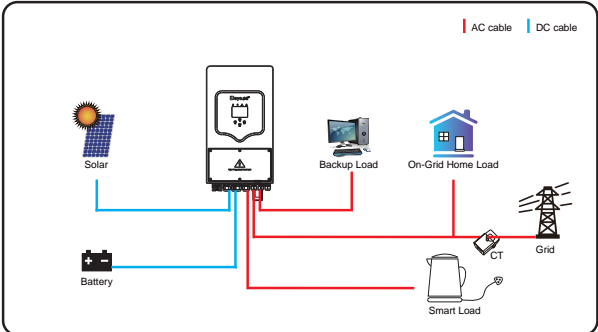 AC cable
DC cable
Solar
Backup Load
On-Grid Home Load
CT
Grid
Battery
Smart Load